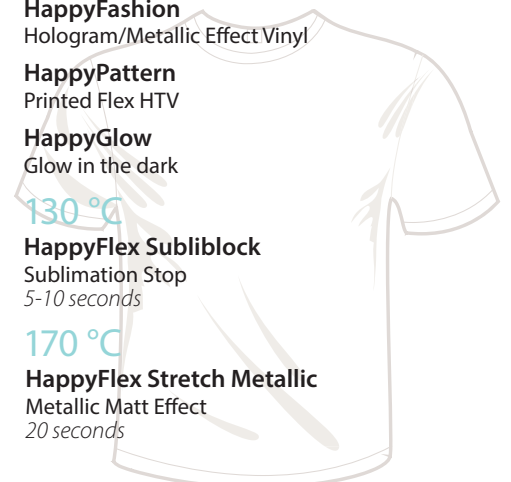 HappyFashion
Hologram/Metallic Effect Vinyl
HappyPattern
Printed Flex HTV
HappyGlow
Glow in the dark
130 °C
HappyFlex Subliblock
Sublimation Stop
5-10 seconds
170 °C
HappyFlex Stretch Metallic
Metallic Matt Effect
20 seconds